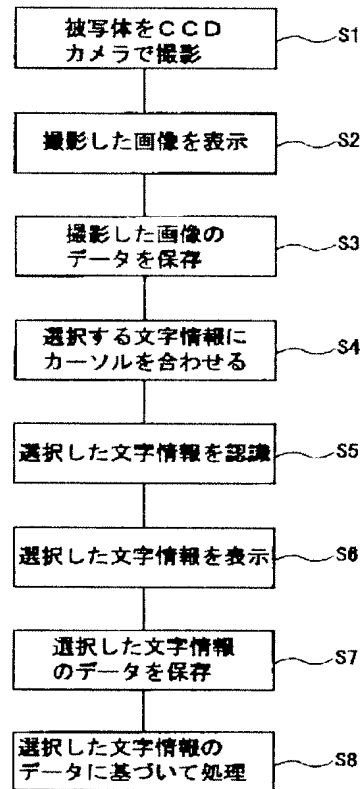 被写体をCCD
カメラで撮影
S1
撮影した画像を表示
S2
撮影した画像の
データを保存
S3
選択する文字情報に
カーソルを合わせる
S4
選択した文字情報を認識
S5
選択した文字情報を表示
S6
選択した文字情報
のデータを保存
S7
選択した文字情報の
データに基づいて処理
S8